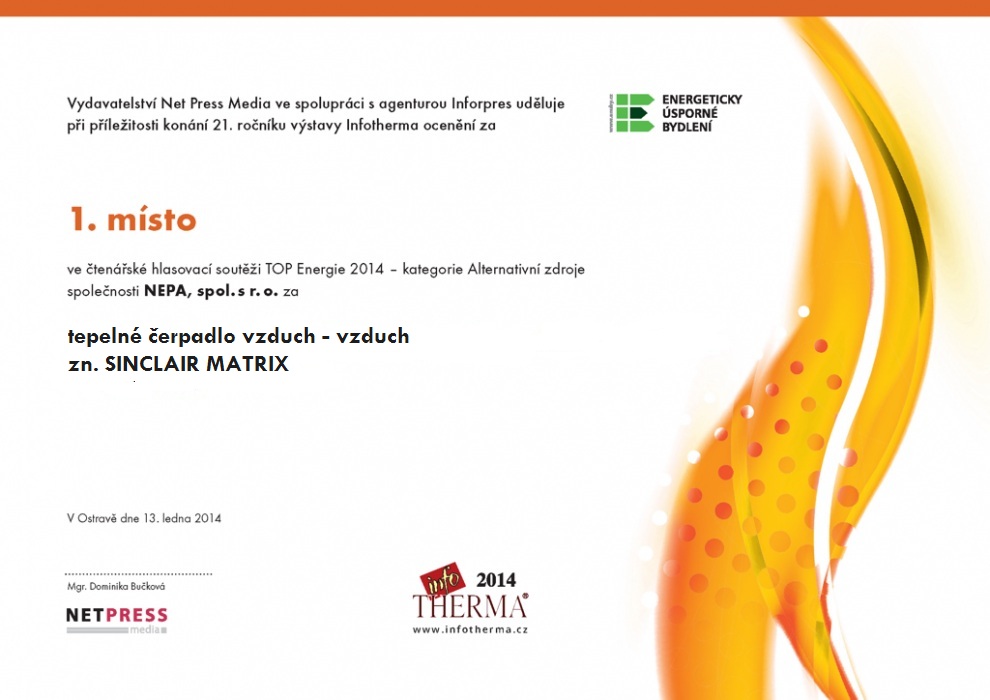 Vydavatelství Net Press Media ve spolupráci s agenturou Inforpres uděluje
při příležitosti konání 21. ročníku výstavy Infotherma ocenění za
www.eusby.cz
ENERGETICKY
ÚSPORNÉ
BYDLENÍ
1. místo
ve čtenářské hlasovací soutěži TOP Energie 2014 – kategorie Alternativní zdroje
společnosti NEPA, spol. s r. o. za
tepelné čerpadlo vzduch - vzduch
zn. SINCLAIR MATRIX
V Ostravě dne 13. ledna 2014
Mgr. Dominika Bučková
NETPRESS
media
info 2014
THERMA®
www.infotherma.cz